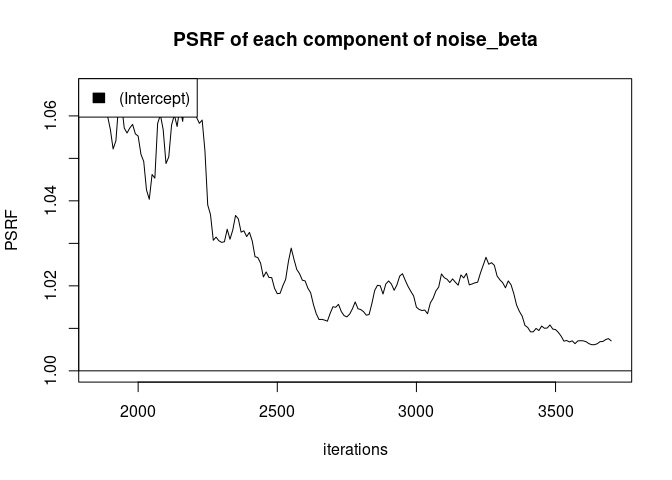 PSRF of each component of noise_beta
(Intercept)
PSRF
1.06
1.04
1.02
1.00
2000 2500 3000 3500
iterations